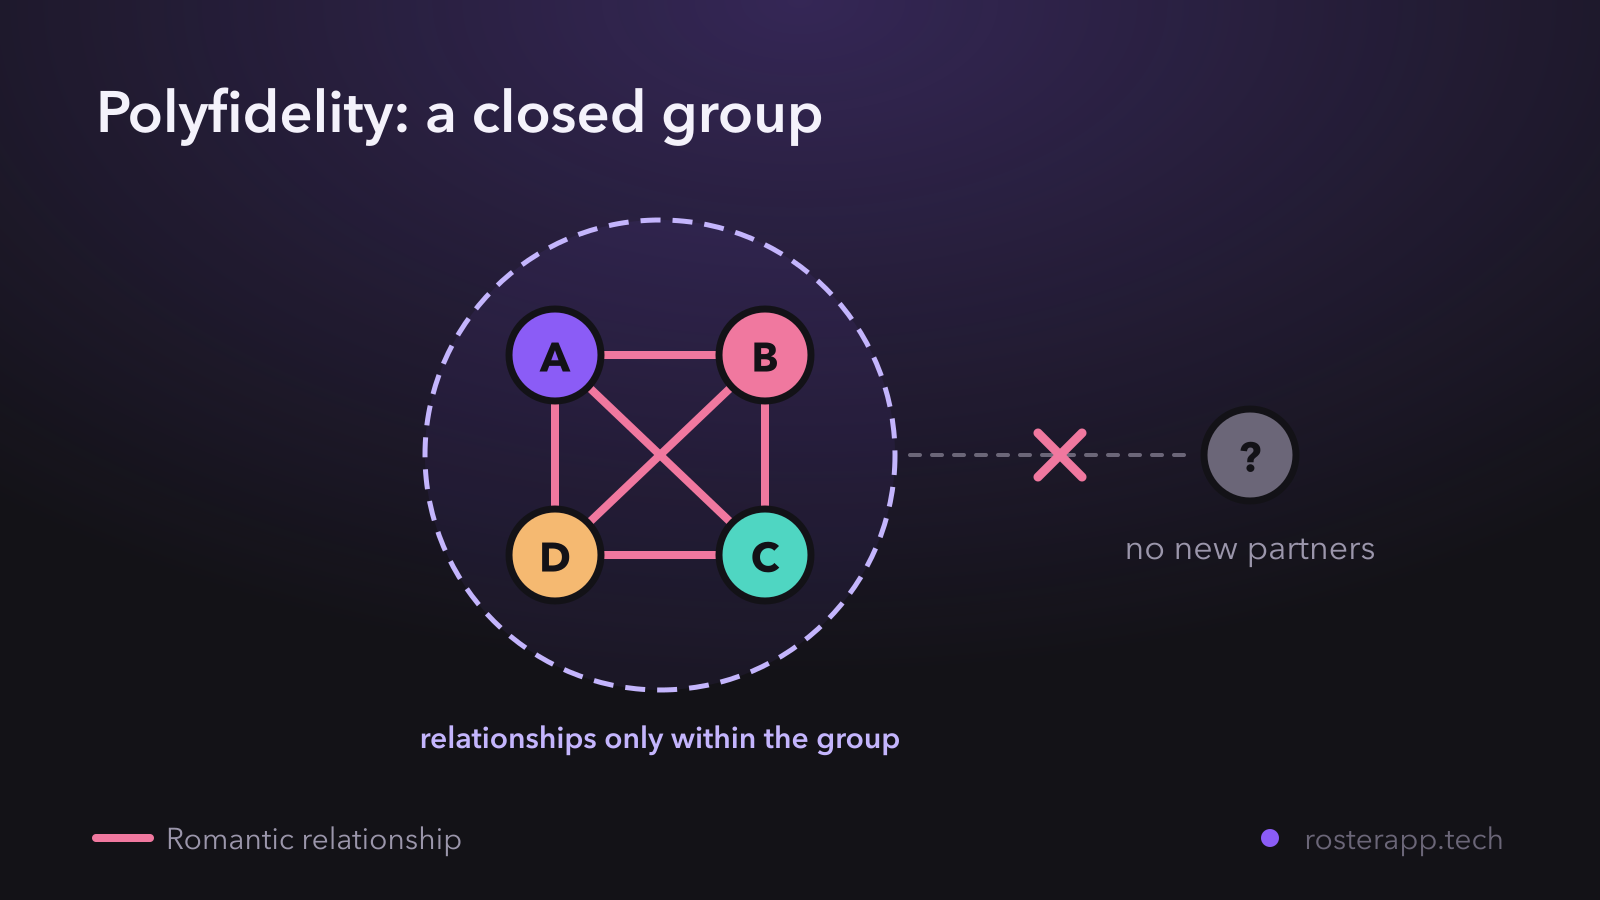 Polyfidelity: a closed group
A
B
?
D
C
no new partners
relationships only within the group
Romantic relationship
rosterapp.tech